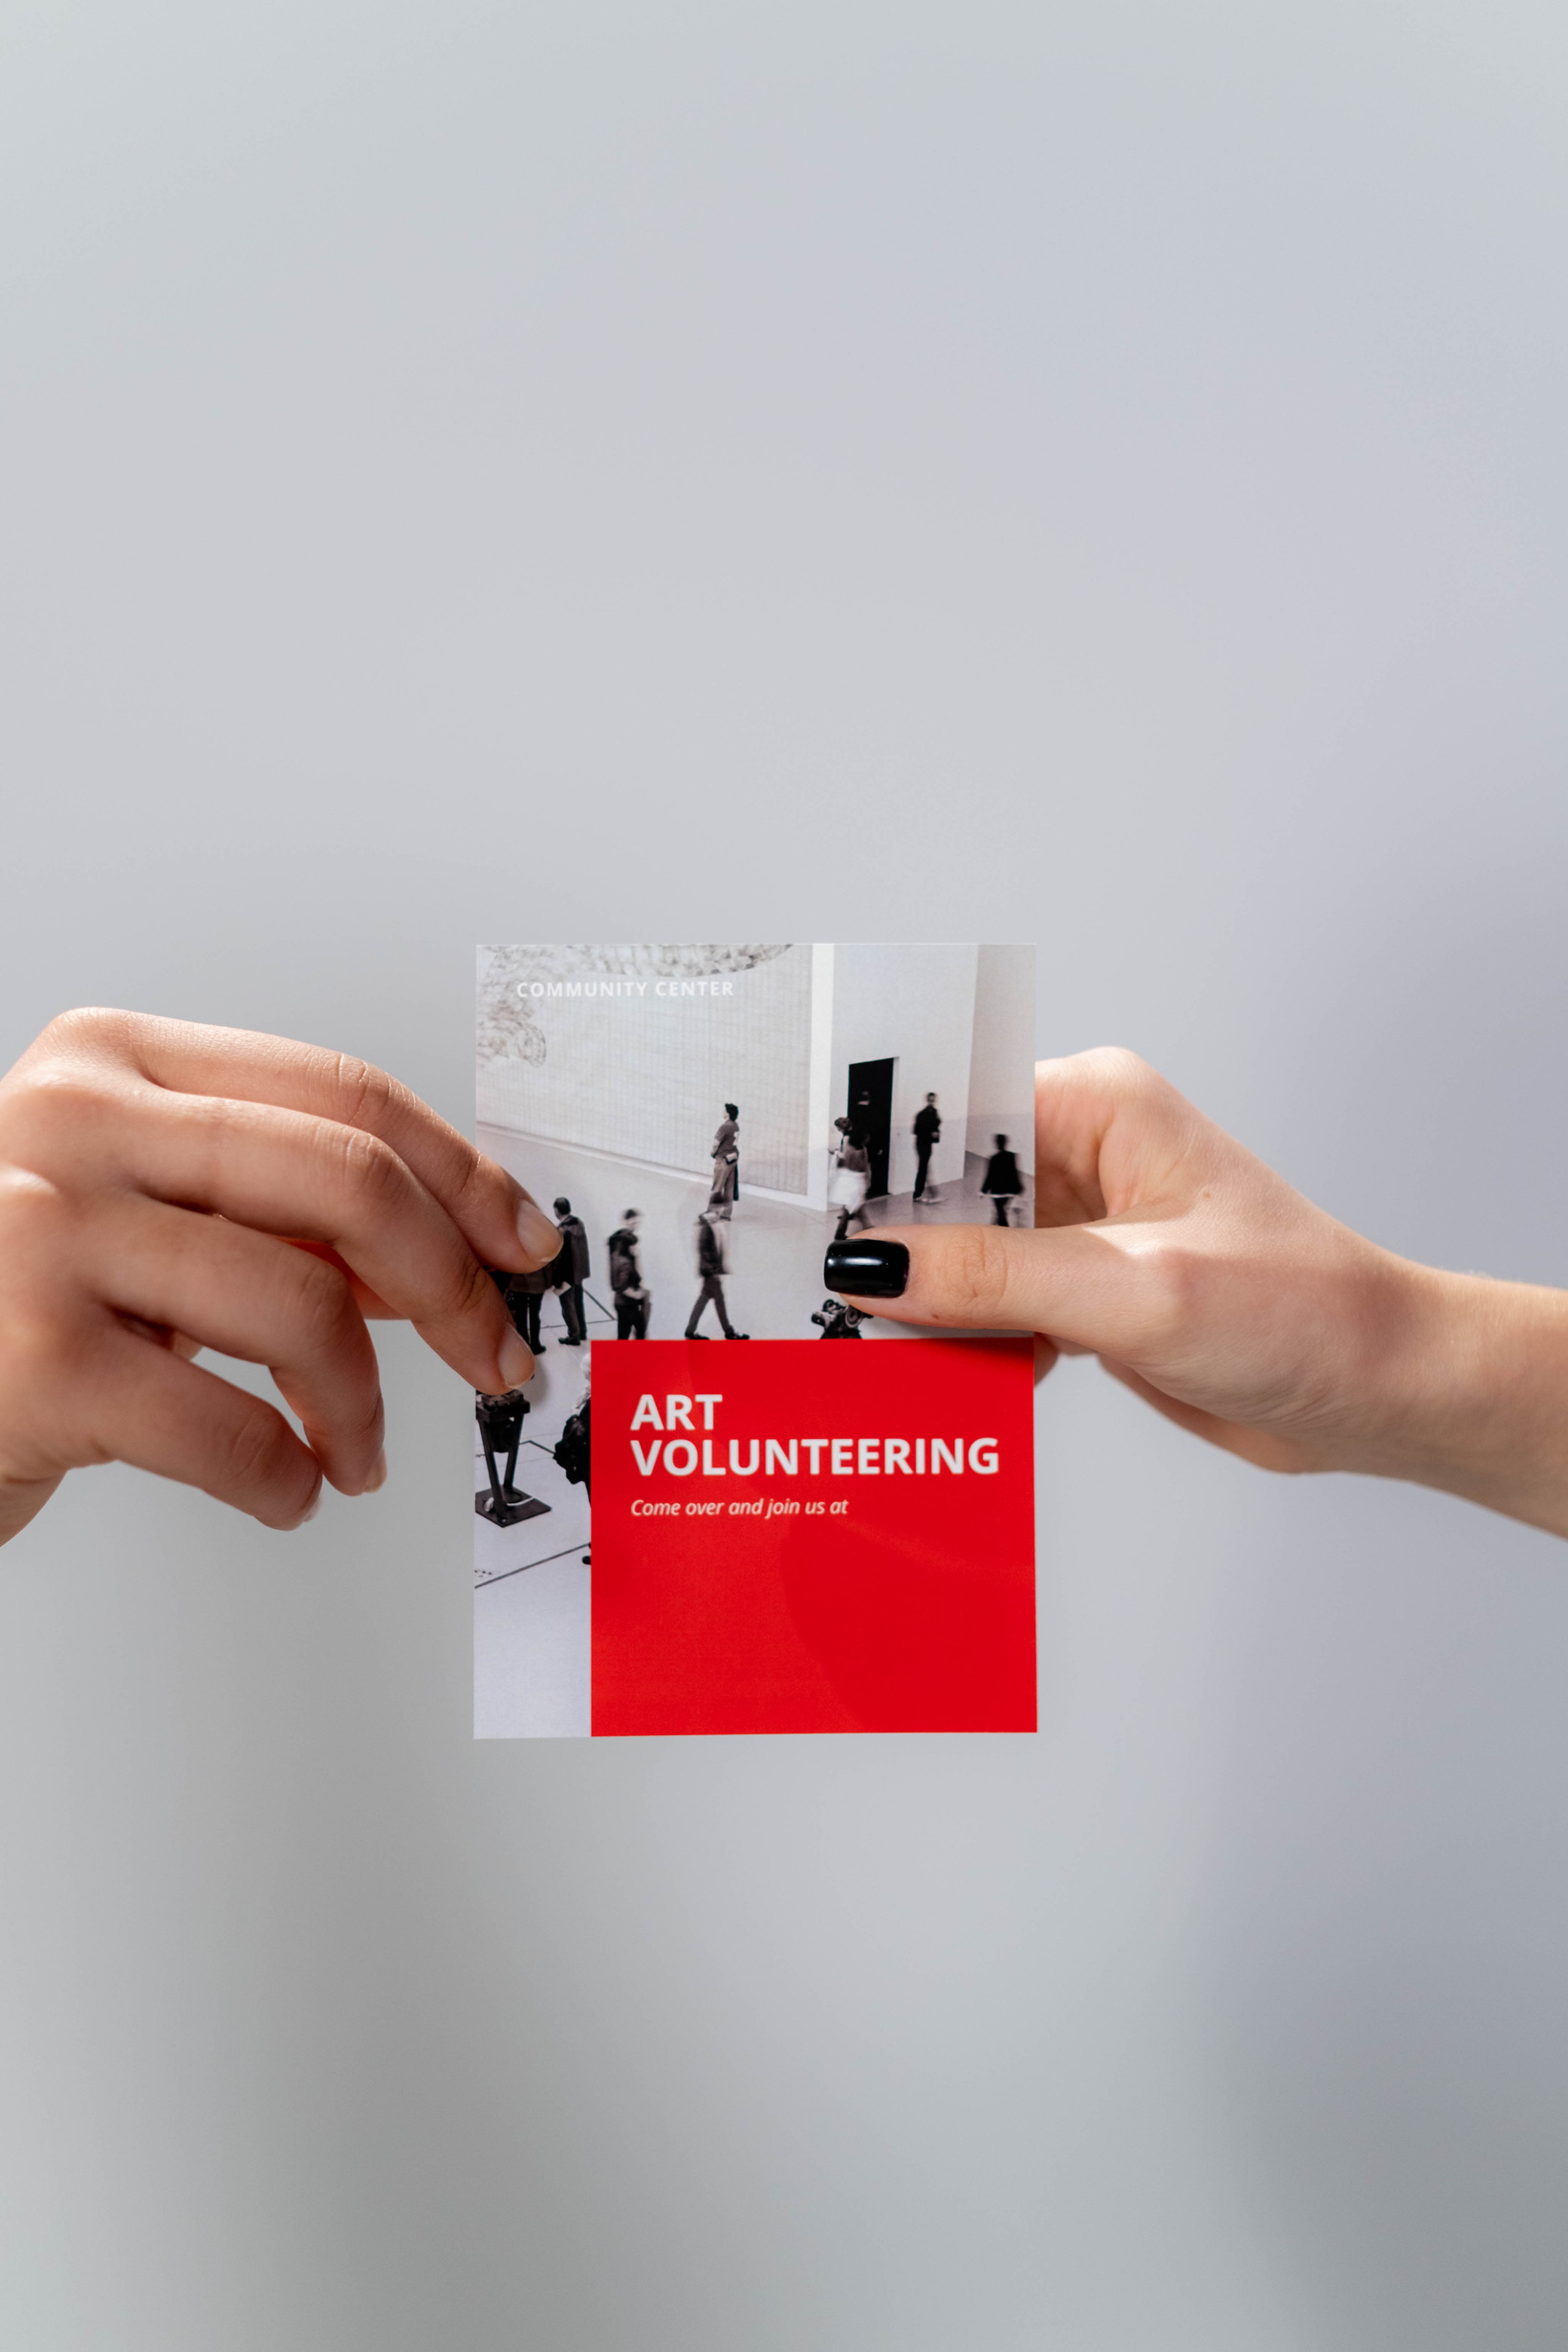 COMMUNITY CENTER
ART
VOLUNTEERING
Come over and join us at